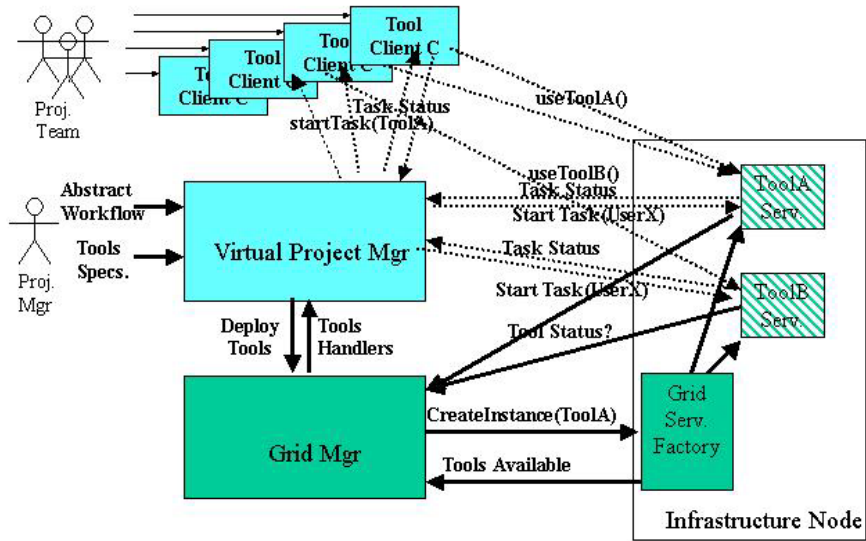 Tool
Client C
Tool
Client C
Tool
Client
Tool
Client C
Proj.
Team
useToolA()
Task Status
startTask(ToolA)
useToolB()
Task Status
Start Task(UserX)
ToolA
Serv.
Abstract
Workflow
Virtual Project Mgr
Tools
Specs.
Proj.
Mgr
Task Status
Start Task(UserX)
ToolB
Serv.
Deploy
Tools
Tools
Handlers
Tool Status?
Grid Mgr
CreateInstance(ToolA)
Grid
Serv.
Factory
Tools Available
Infrastructure Node